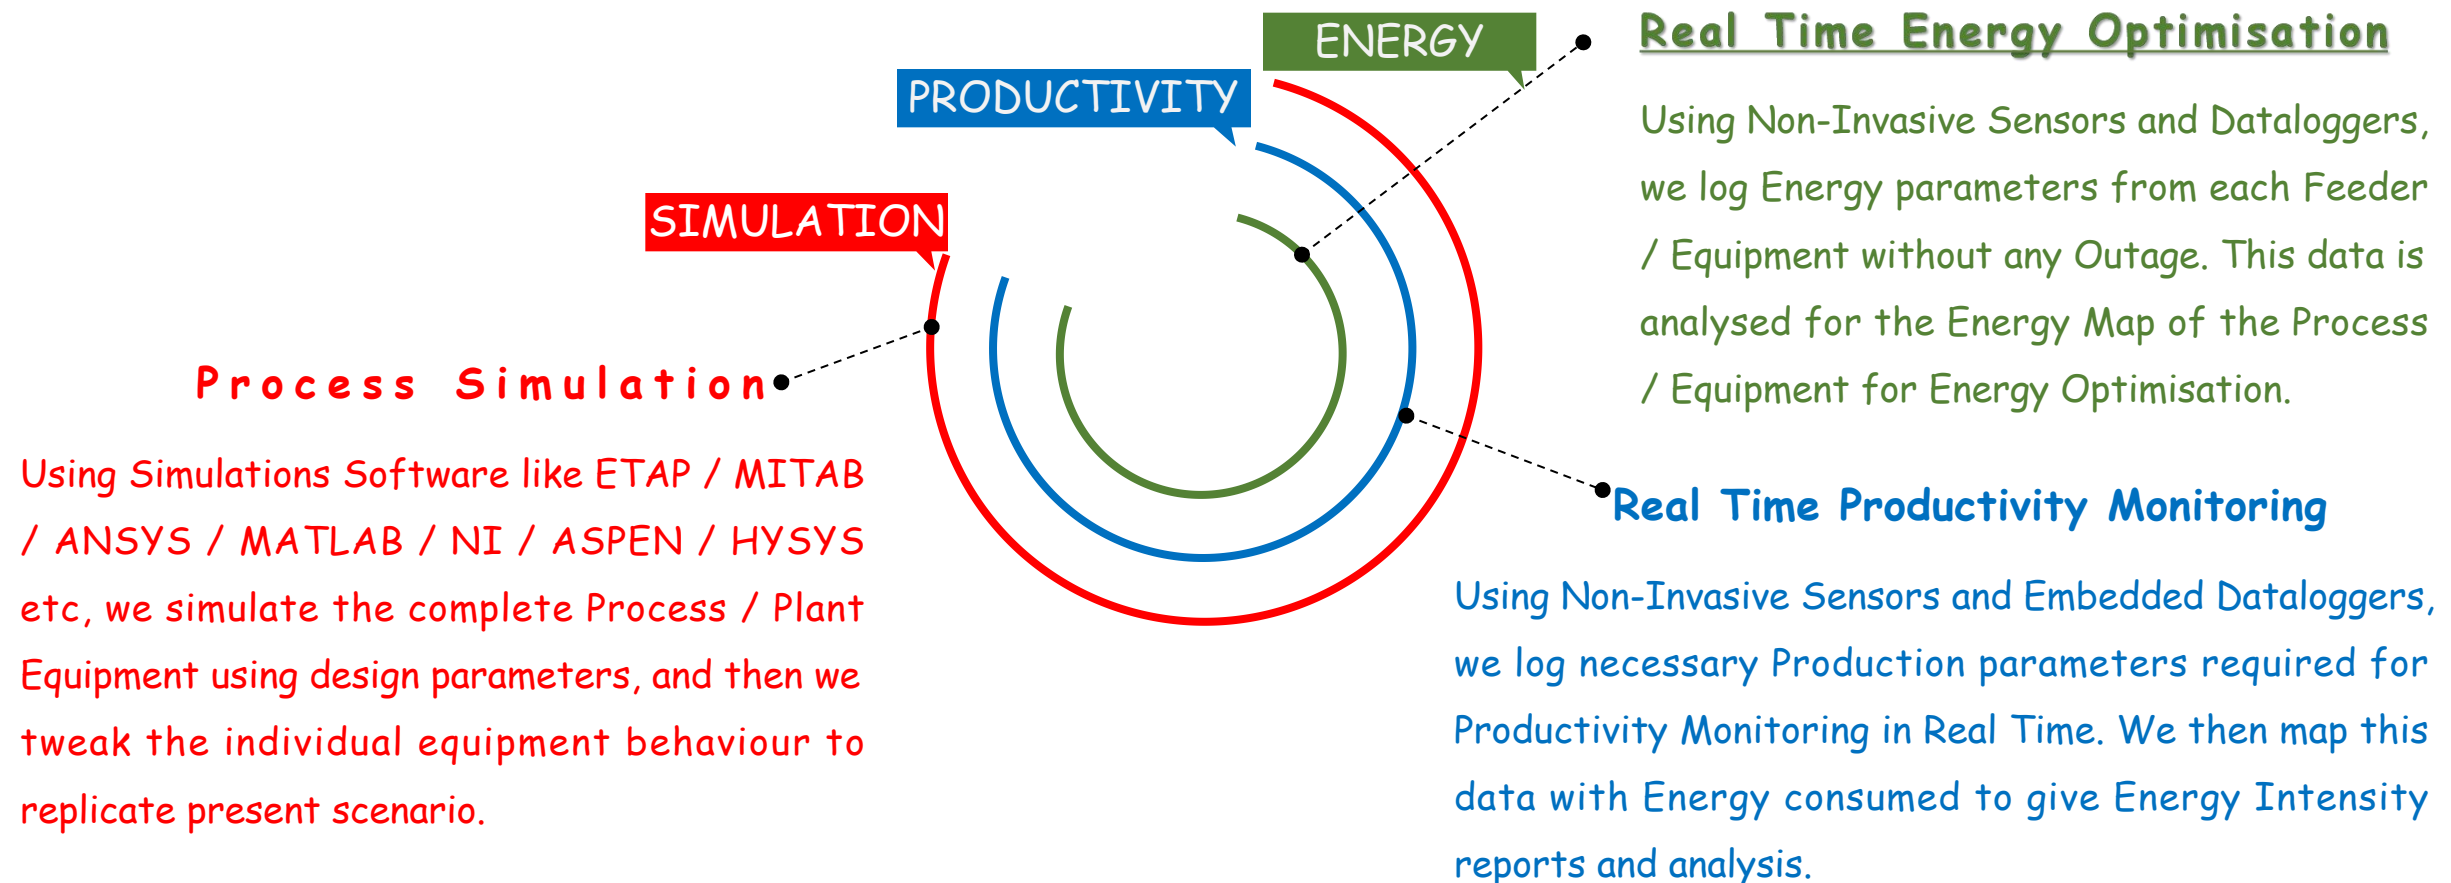 ENERGY
PRODUCTIVITY
SIMULATION
Real Time Energy Optimisation
Using Non-Invasive Sensors and Dataloggers,
we log Energy parameters from each Feeder
/ Equipment without any Outage. This data is
analysed for the Energy Map of the Process
/ Equipment for Energy Optimisation.
Process Simulation
Using Simulations Software like ETAP / MITAB
/ ANSYS / MATLAB / NI / ASPEN / HYSYS
etc, we simulate the complete Process / Plant
Equipment using design parameters, and then we
tweak the individual equipment behaviour to
replicate present scenario.
Real Time Productivity Monitoring
Using Non-Invasive Sensors and Embedded Dataloggers,
we log necessary Production parameters required for
Productivity Monitoring in Real Time. We then map this
data with Energy consumed to give Energy Intensity
reports and analysis.